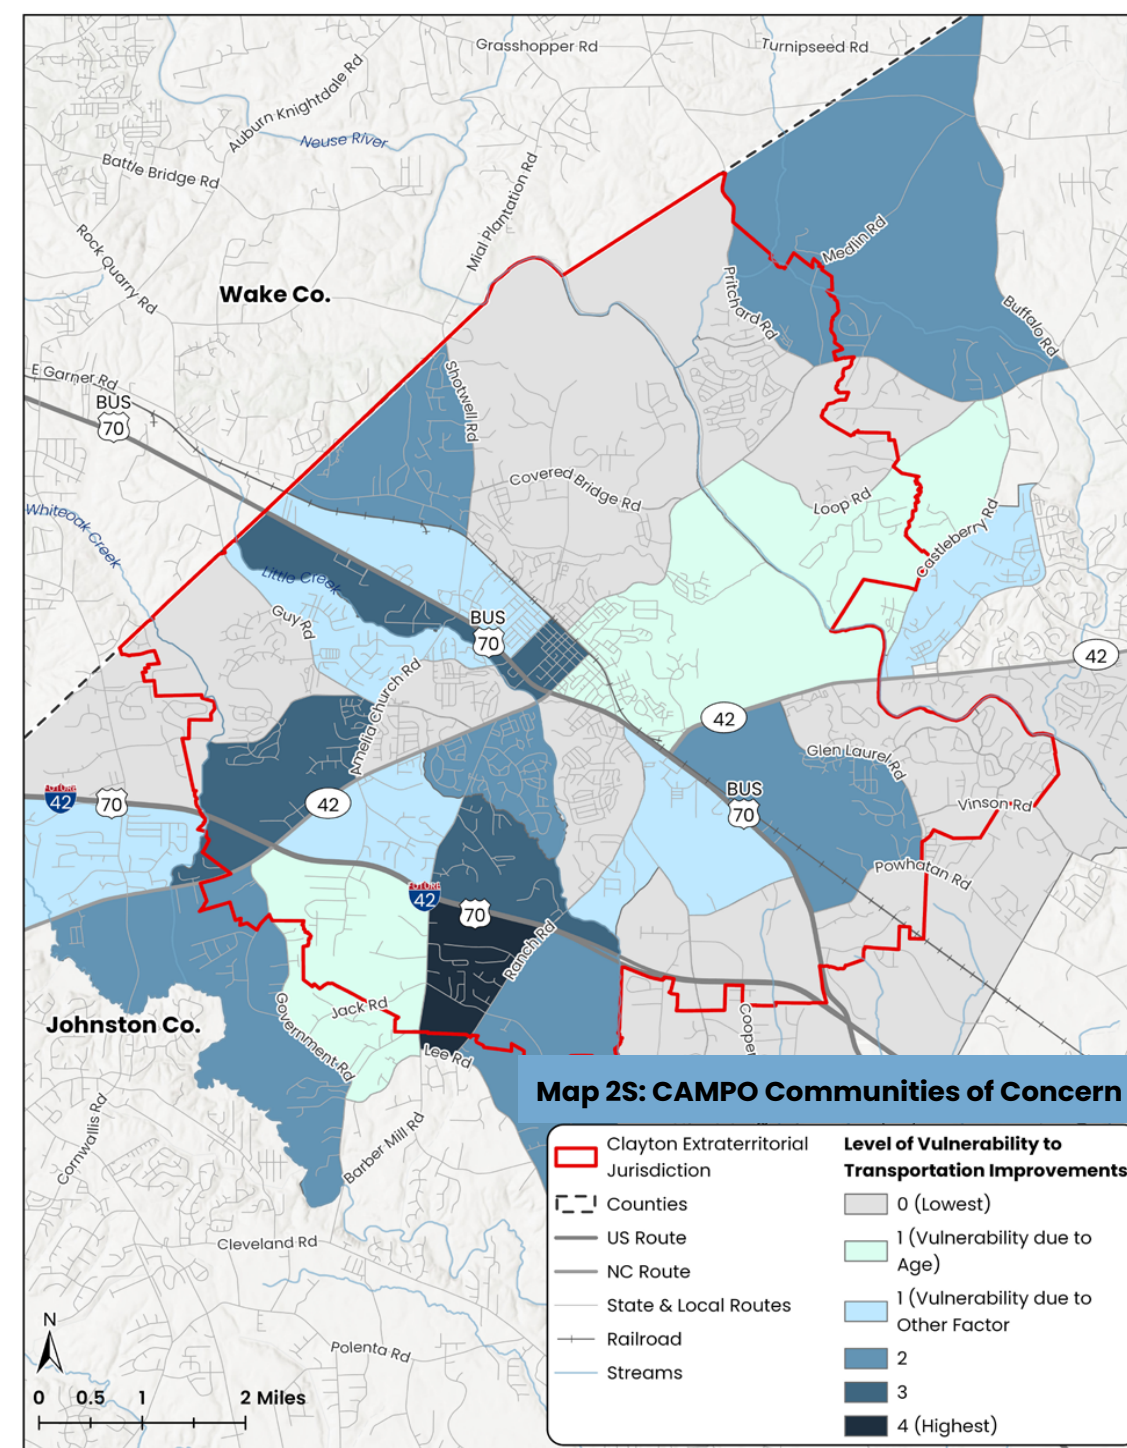 Grasshopper Rd
Turnipseed Rd
Auburn Knightdale Rd
Neuse River
Battle Bridge Rd
Mial Plantation Rd
Rock Quarry Rd
Medlin Rd
Wake Co.
Pritchard Rd
Buffalo Rd
E Garner Rd
Shotwell Rd
BUS
70
Covered Bridge Rd
Loop Rd
Whiteoak Creek
Castleberry Rd
Little Creek
Guy Rd
BUS
70
42
Amelia Church Rd
42
Glen Laurel Rd
FUTURE
42
70
42
BUS
70
Vinson Rd
Powhatan Rd
FUTURE
42
70
Ranch Rd
Jack Rd
Government Rd
Johnston Co.
Cooper
Lee Rd
Cornwallis Rd
Barber Mill Rd
Cleveland Rd
Polenta Rd
N
0 0.5 1 2 Miles
Map 2S: CAMPO Communities of Concern
Clayton Extraterritorial
Jurisdiction
Counties
US Route
NC Route
State & Local Routes
Railroad
Streams
Level of Vulnerability to
Transportation Improvements
0 (Lowest)
1 (Vulnerability due to
Age)
1 (Vulnerability due to
Other Factor
2
3
4 (Highest)